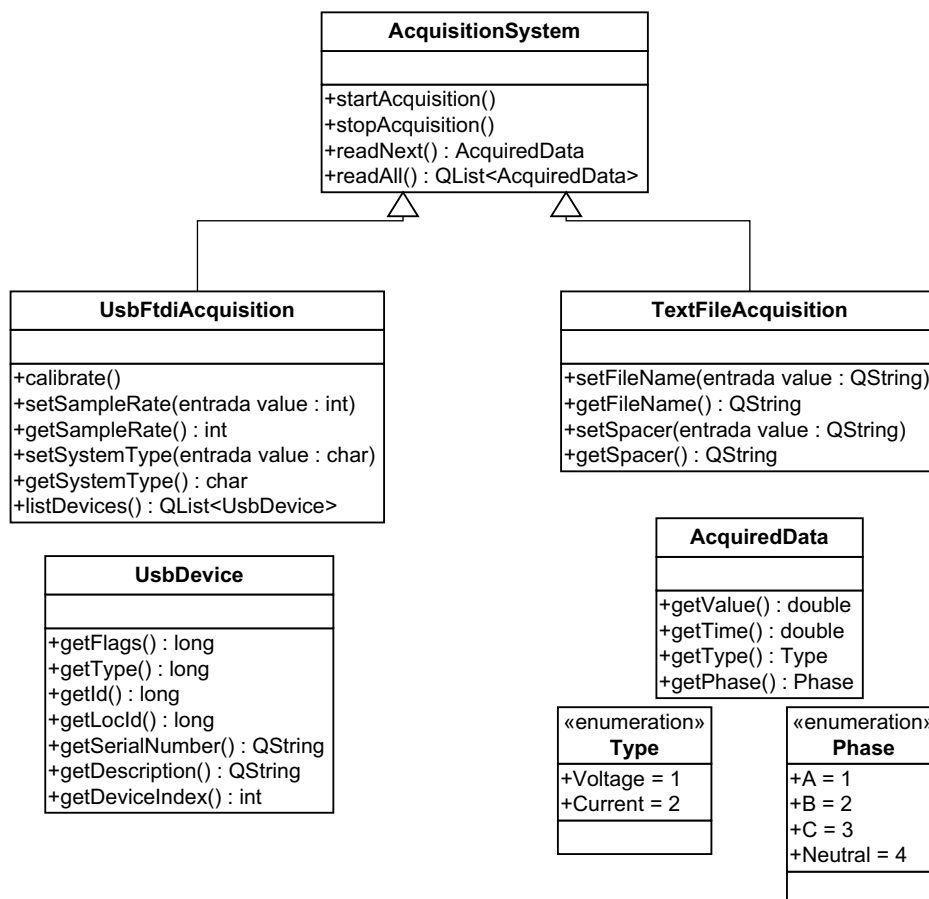 AcquisitionSystem
+startAcquisition()
+stopAcquisition()
+readNext() : AcquiredData
+readAll() : QList<AcquiredData>
UsbFtdiAcquisition
+calibrate()
+setSampleRate(entrada value : int)
+getSampleRate() : int
+setSystemType(entrada value : char)
+getSystemType() : char
+listDevices() : QList<UsbDevice>
TextFileAcquisition
+setFileName(entrada value : QString)
+getFileName() : QString
+setSpacer(entrada value : QString)
+getSpacer() : QString
UsbDevice
+getFlags() : long
+getType() : long
+getId() : long
+getLocId() : long
+getSerialNumber() : QString
+getDescription() : QString
+getDeviceIndex() : int
AcquiredData
+getValue() : double
+getTime() : double
+getType() : Type
+getPhase() : Phase
«enumeration»
Type
+Voltage = 1
+Current = 2
«enumeration»
Phase
+A = 1
+B = 2
+C = 3
+Neutral = 4